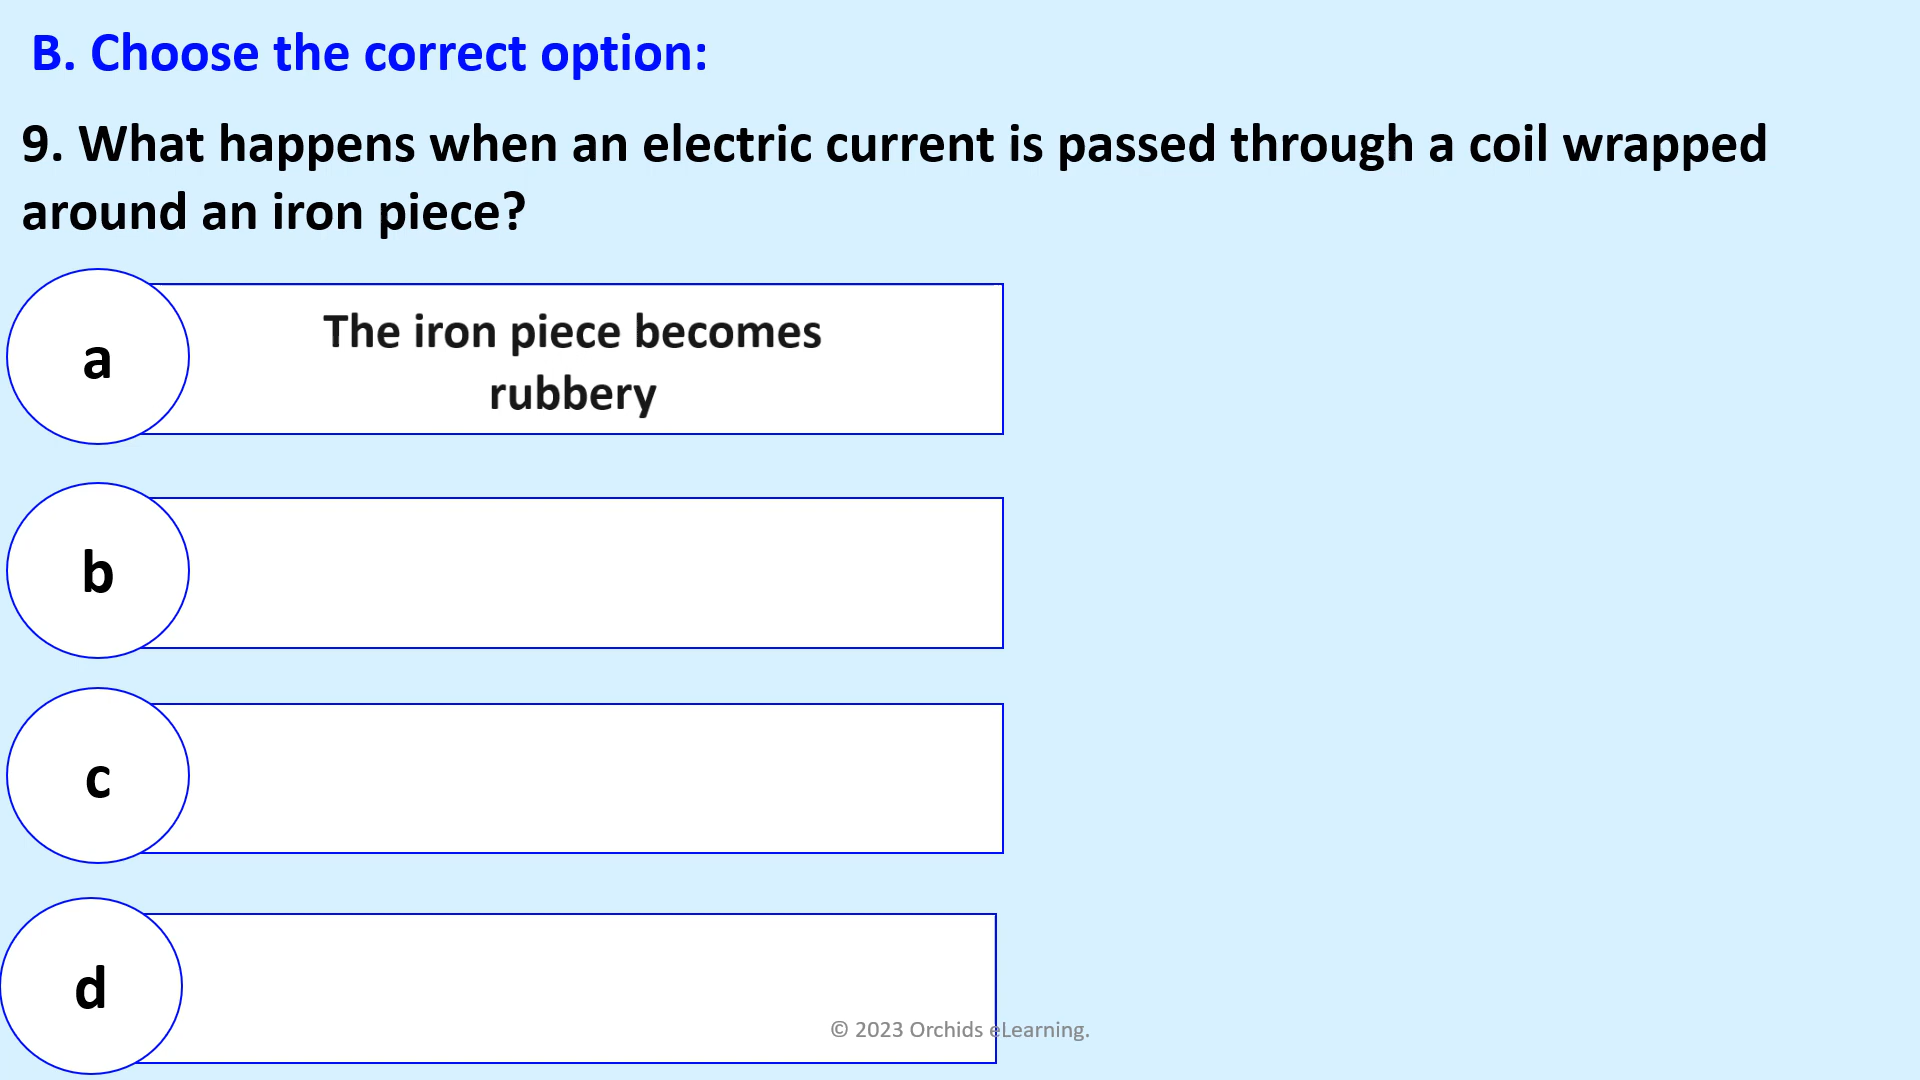 B. Choose the correct option:
9. What happens when an electric current is passed through a coil wrapped
around an iron piece?
a
The iron piece becomes
rubbery
b
c
d
© 2023 Orchids eLearning.